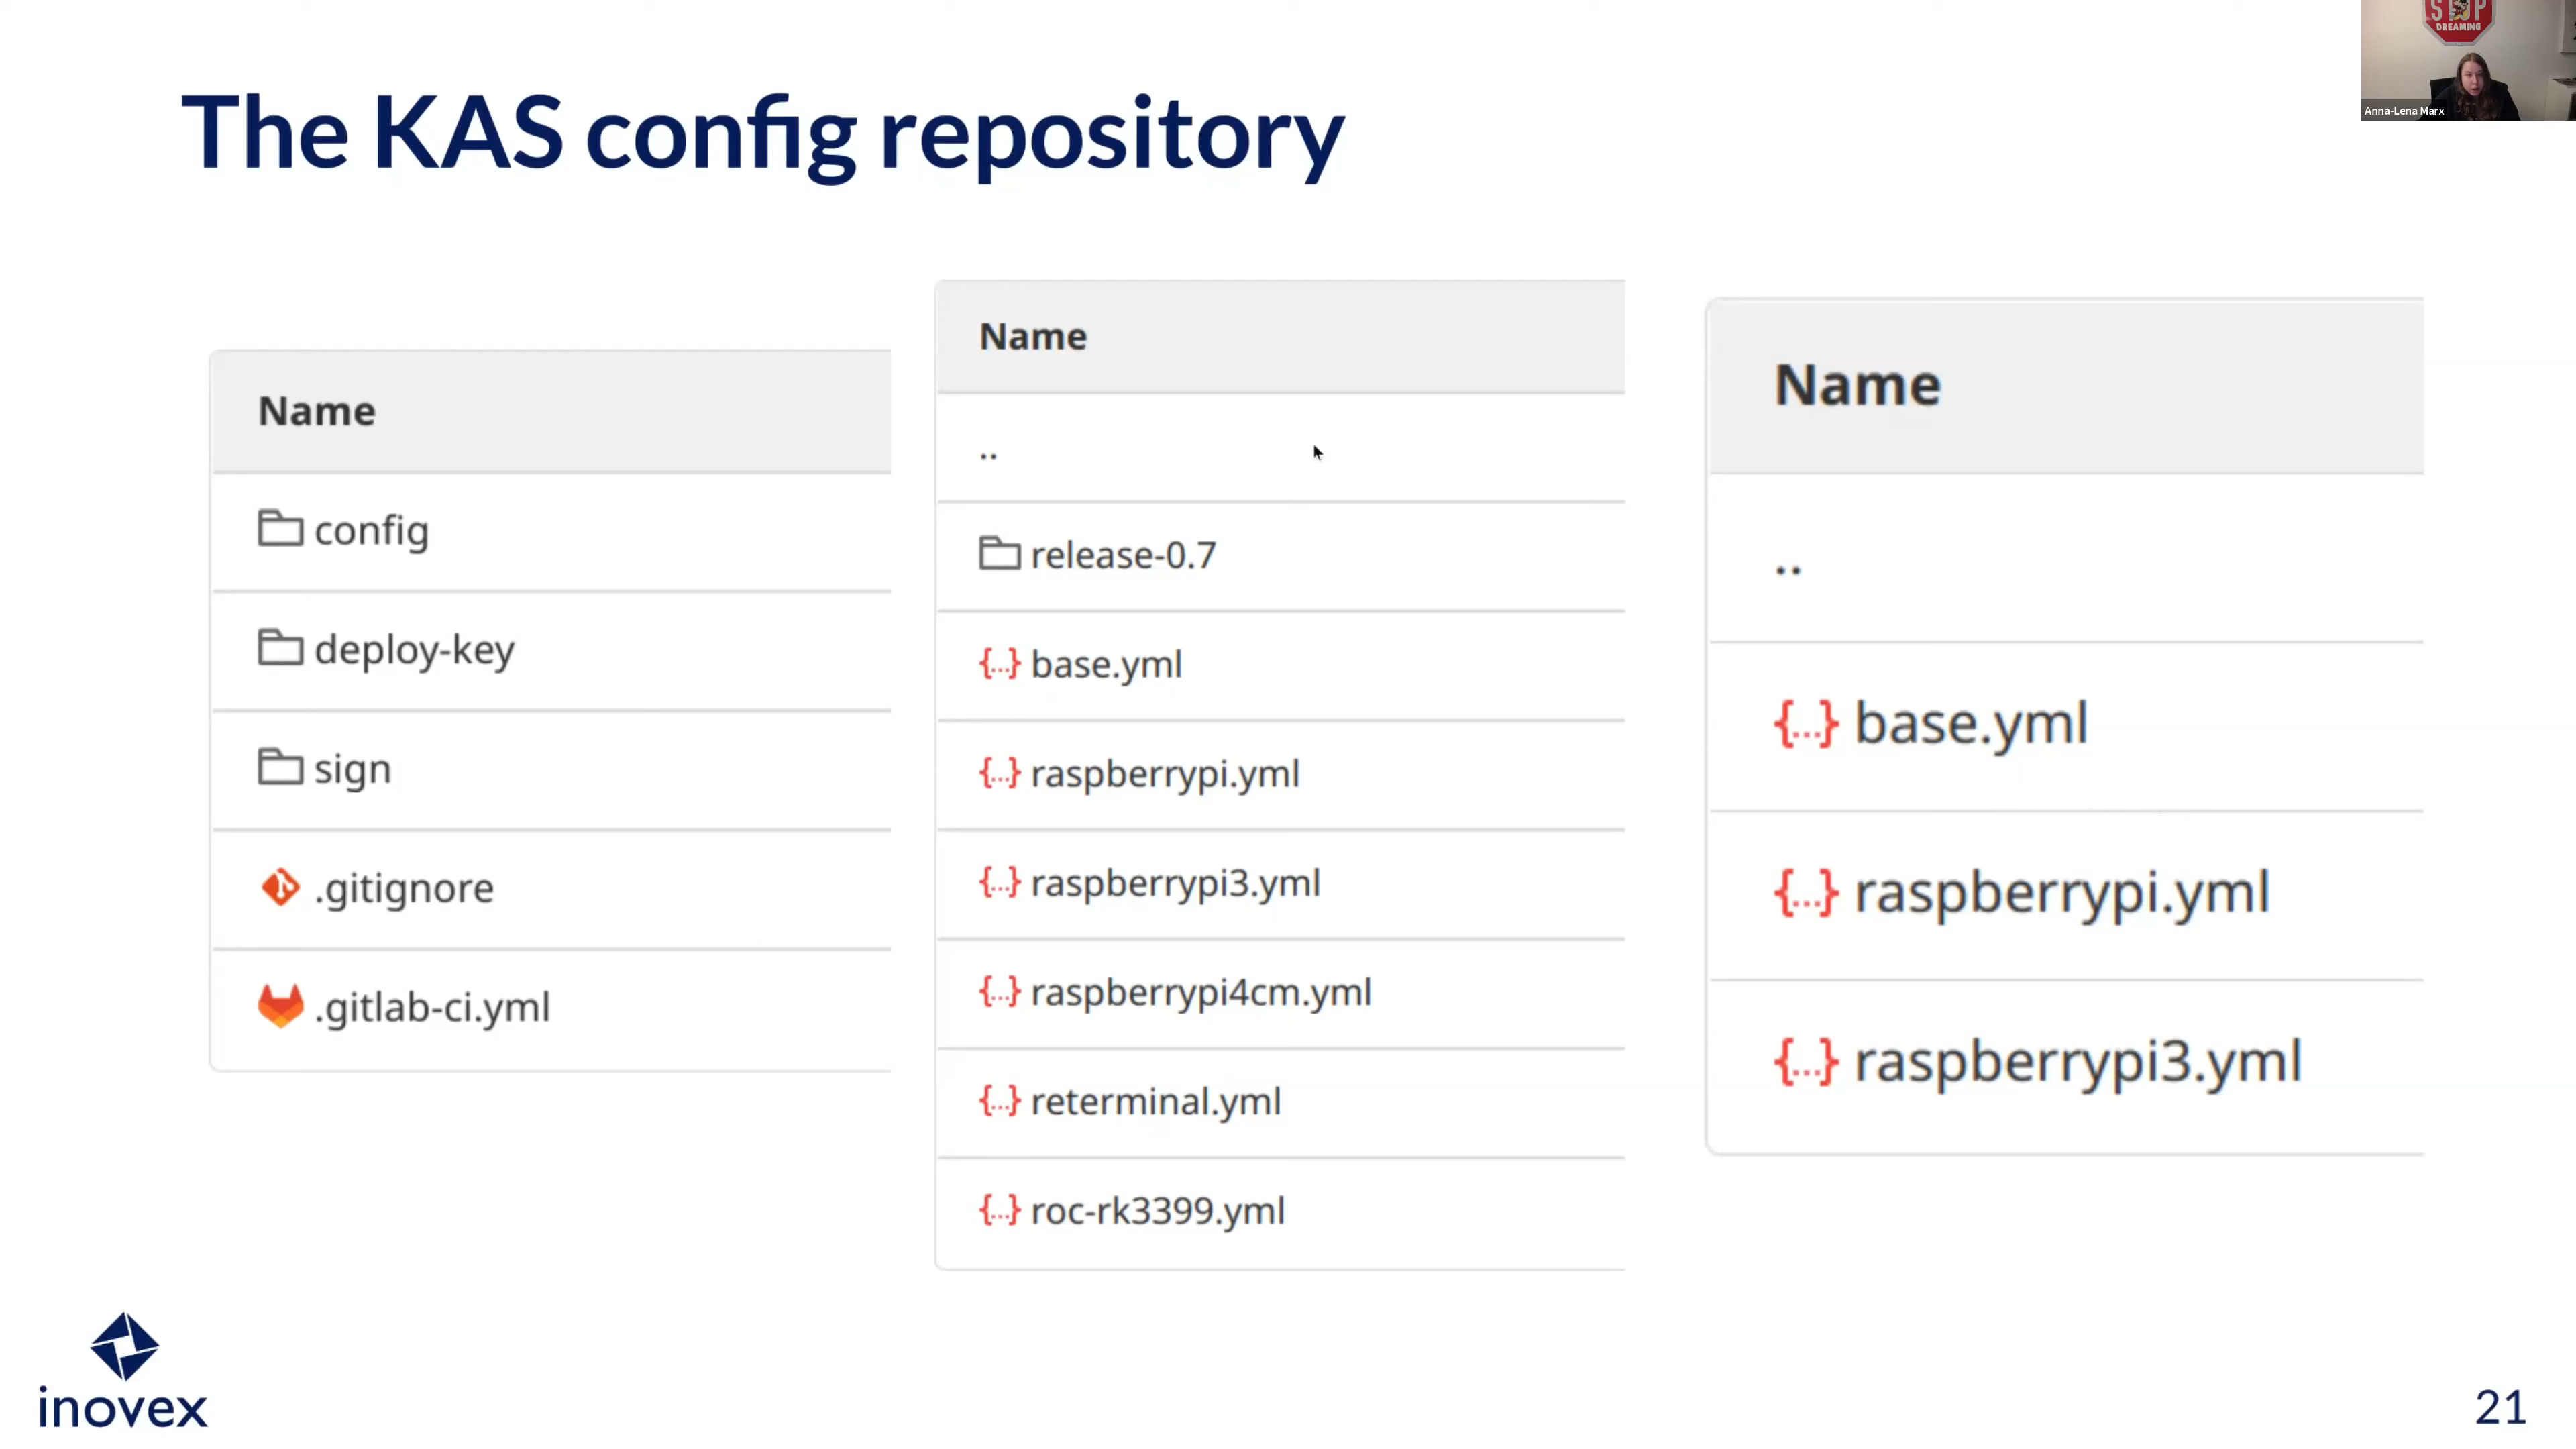 The KAS config repository
STOP
DREAMING
Anna-Lena Marx
Name
config
deploy-key
sign
.gitignore
.gitlab-ci.yml
Name
..
release-0.7
base.yml
raspberrypi.yml
raspberrypi3.yml
raspberrypi4cm.yml
reterminal.yml
roc-rk3399.yml
Name
..
base.yml
raspberrypi.yml
raspberrypi3.yml
inovex
21